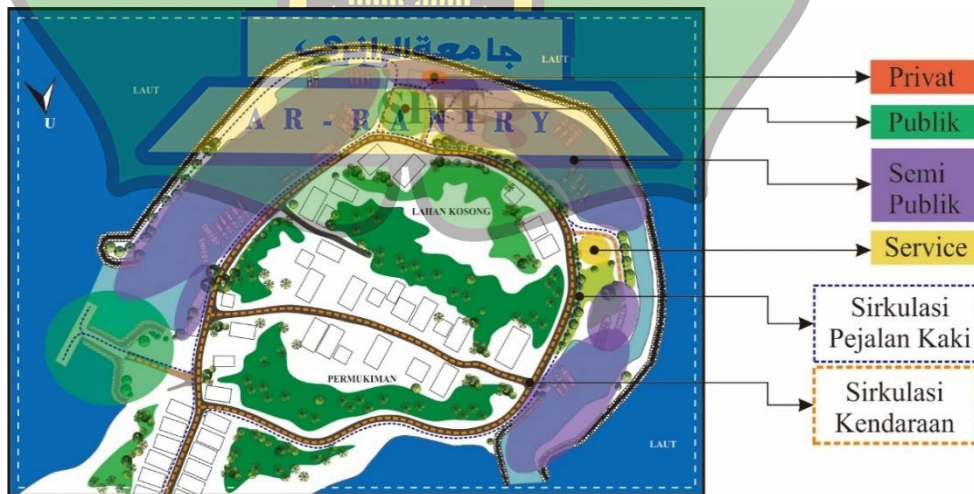 جامعة الرانري
LAUT
LAUT
SITE
AR-RANIRY
U
LAHAN KOSONG
PERMUKIMAN
LAUT
Privat
Publik
Semi
Publik
Service
Sirkulasi
Pejalan Kaki
Sirkulasi
Kendaraan